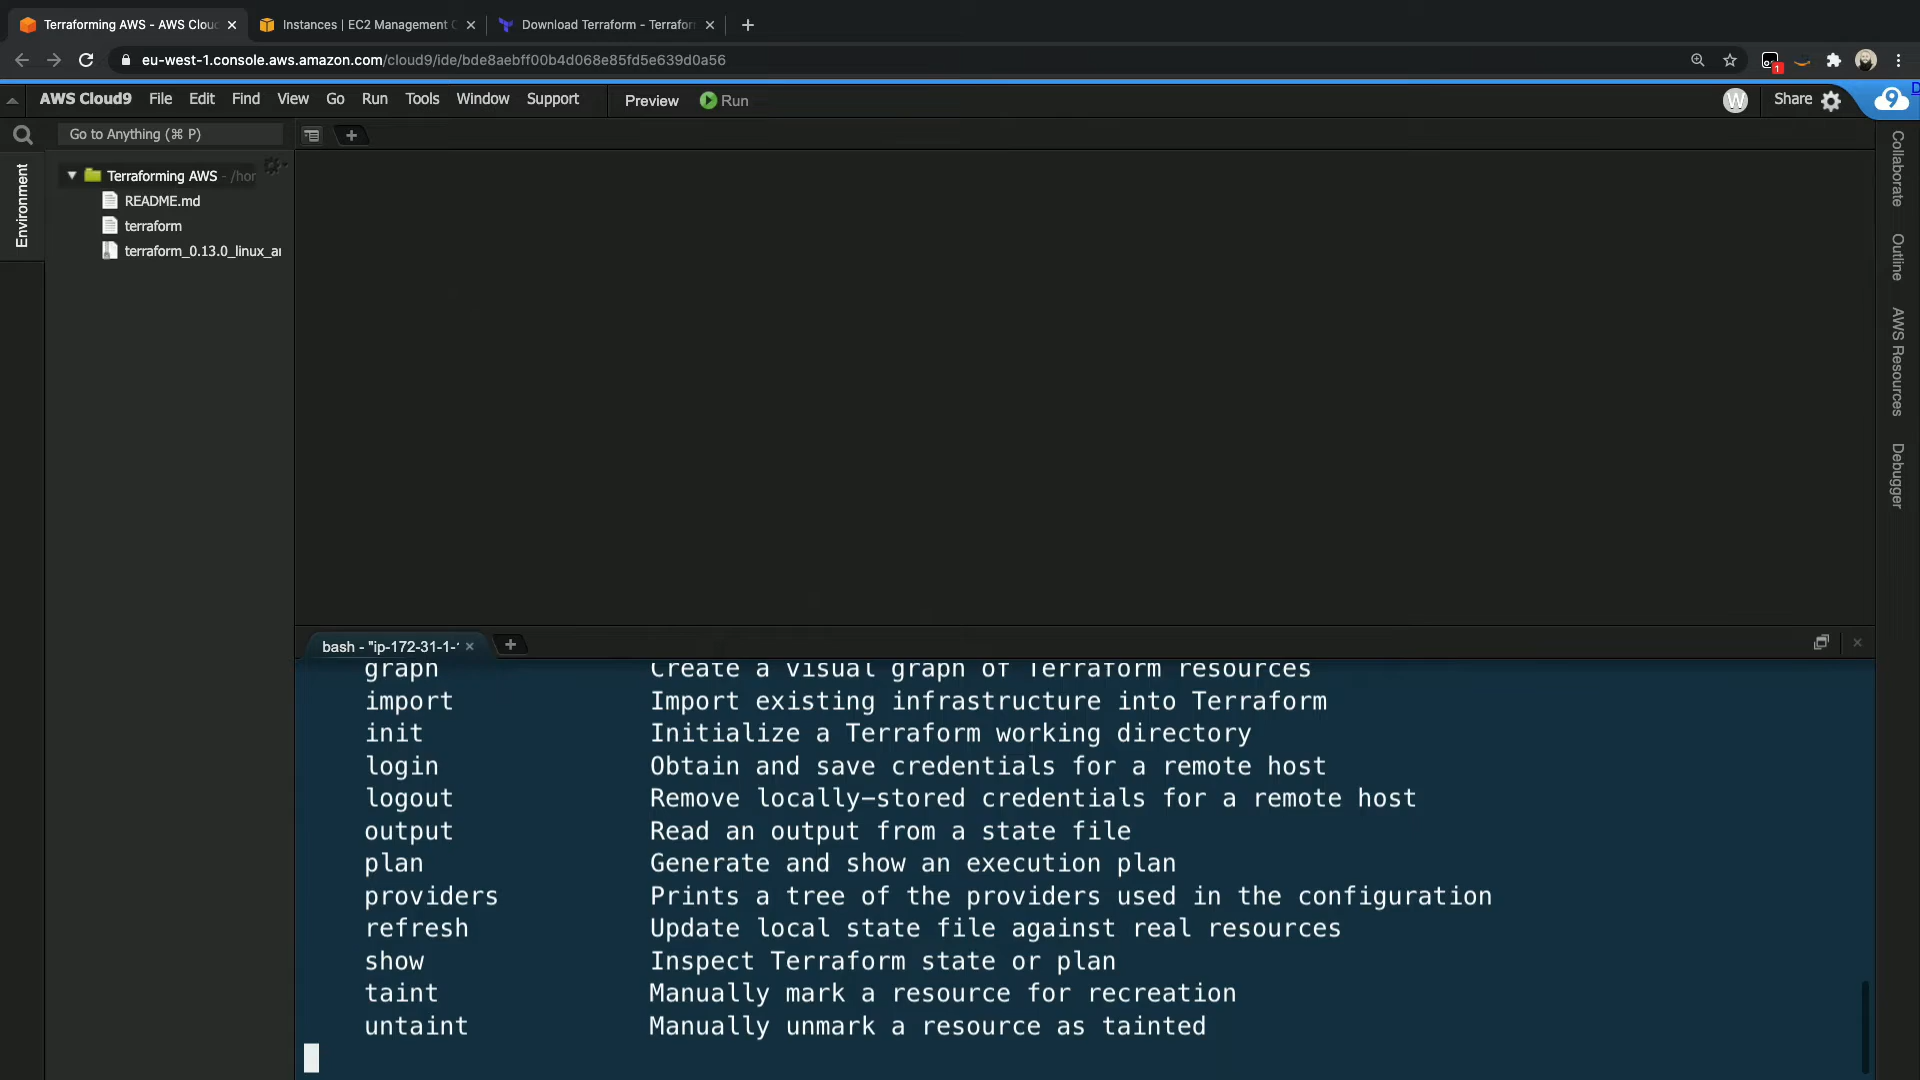 Terraforming AWS - AWS Clou
Instances | EC2 Management C
Download Terraform - Terrafor
eu-west-1.console.aws.amazon.com/cloud9/ide/bde8aebff00b4d068e85fd5e639d0a56
1
AWS Cloud9 File Edit Find View Go Run Tools Window Support Preview Run
W Share 9
Go to Anything (⌘ P)
Environment
Terraforming AWS - /hor
README.md
terraform
terraform_0.13.0_linux_ar
Collaborate
Outline
AWS Resources
Debugger
bash - "ip-172-31-1-
graph Create a visual graph of Terraform resources
import Import existing infrastructure into Terraform
init Initialize a Terraform working directory
login Obtain and save credentials for a remote host
logout Remove locally-stored credentials for a remote host
output Read an output from a state file
plan Generate and show an execution plan
providers Prints a tree of the providers used in the configuration
refresh Update local state file against real resources
show Inspect Terraform state or plan
taint Manually mark a resource for recreation
untaint Manually unmark a resource as tainted